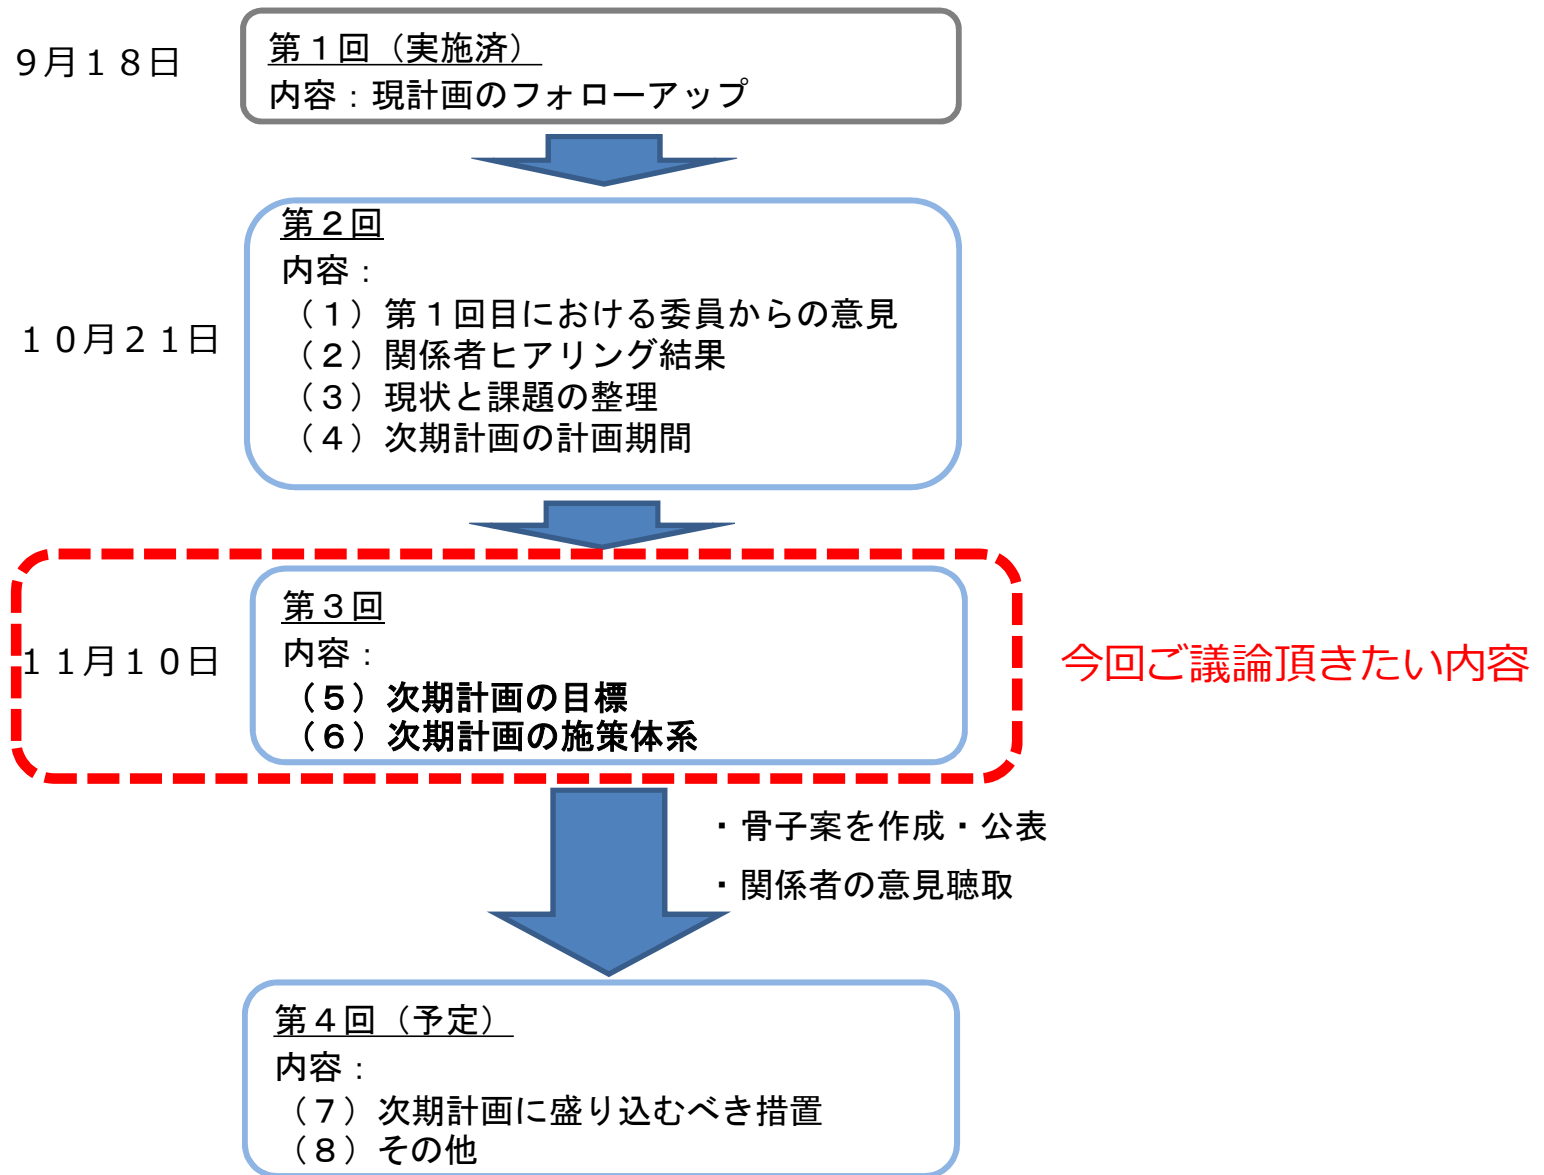 9月18日
第1回（実施済）
内容：現計画のフォローアップ
第2回
内容：
（1）第1回目における委員からの意見
10月21日
（2）関係者ヒアリング結果
（3）現状と課題の整理
（4）次期計画の計画期間
第3回
内容：
11月10日
（5）次期計画の目標
（6）次期計画の施策体系
今回ご議論頂きたい内容
・骨子案を作成・公表
・関係者の意見聴取
第4回（予定）
内容：
（7）次期計画に盛り込むべき措置
（8）その他